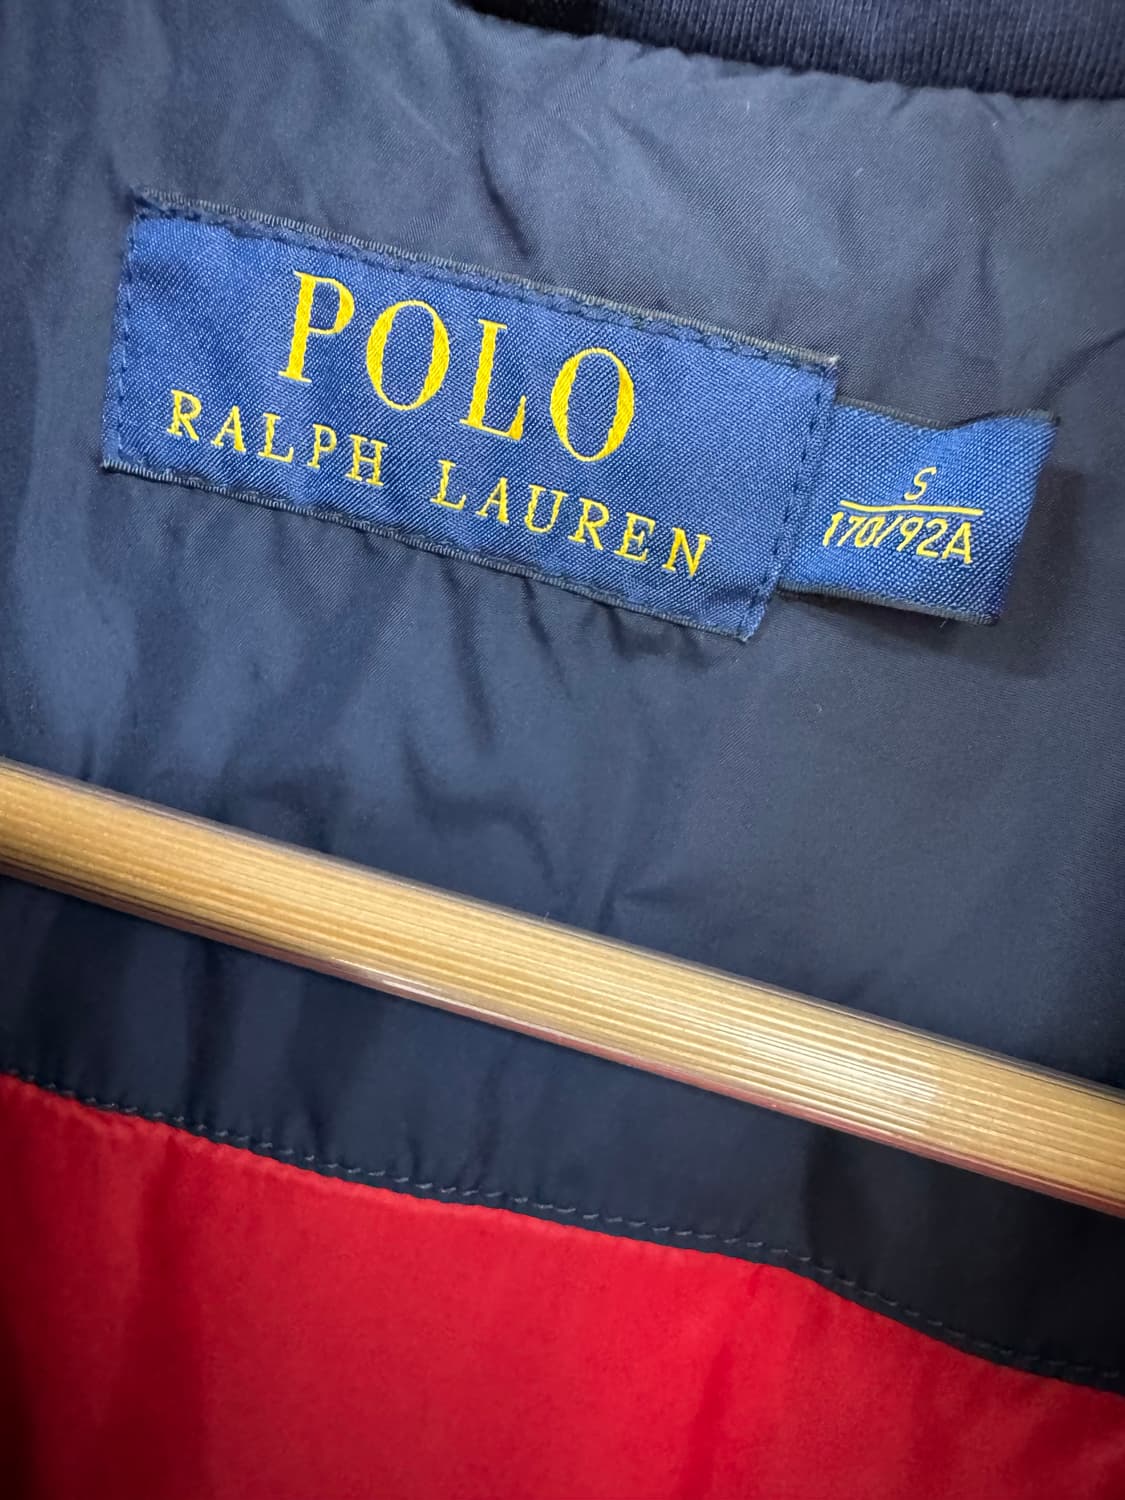 POLO
RALPH LAUREN
S
170/92A